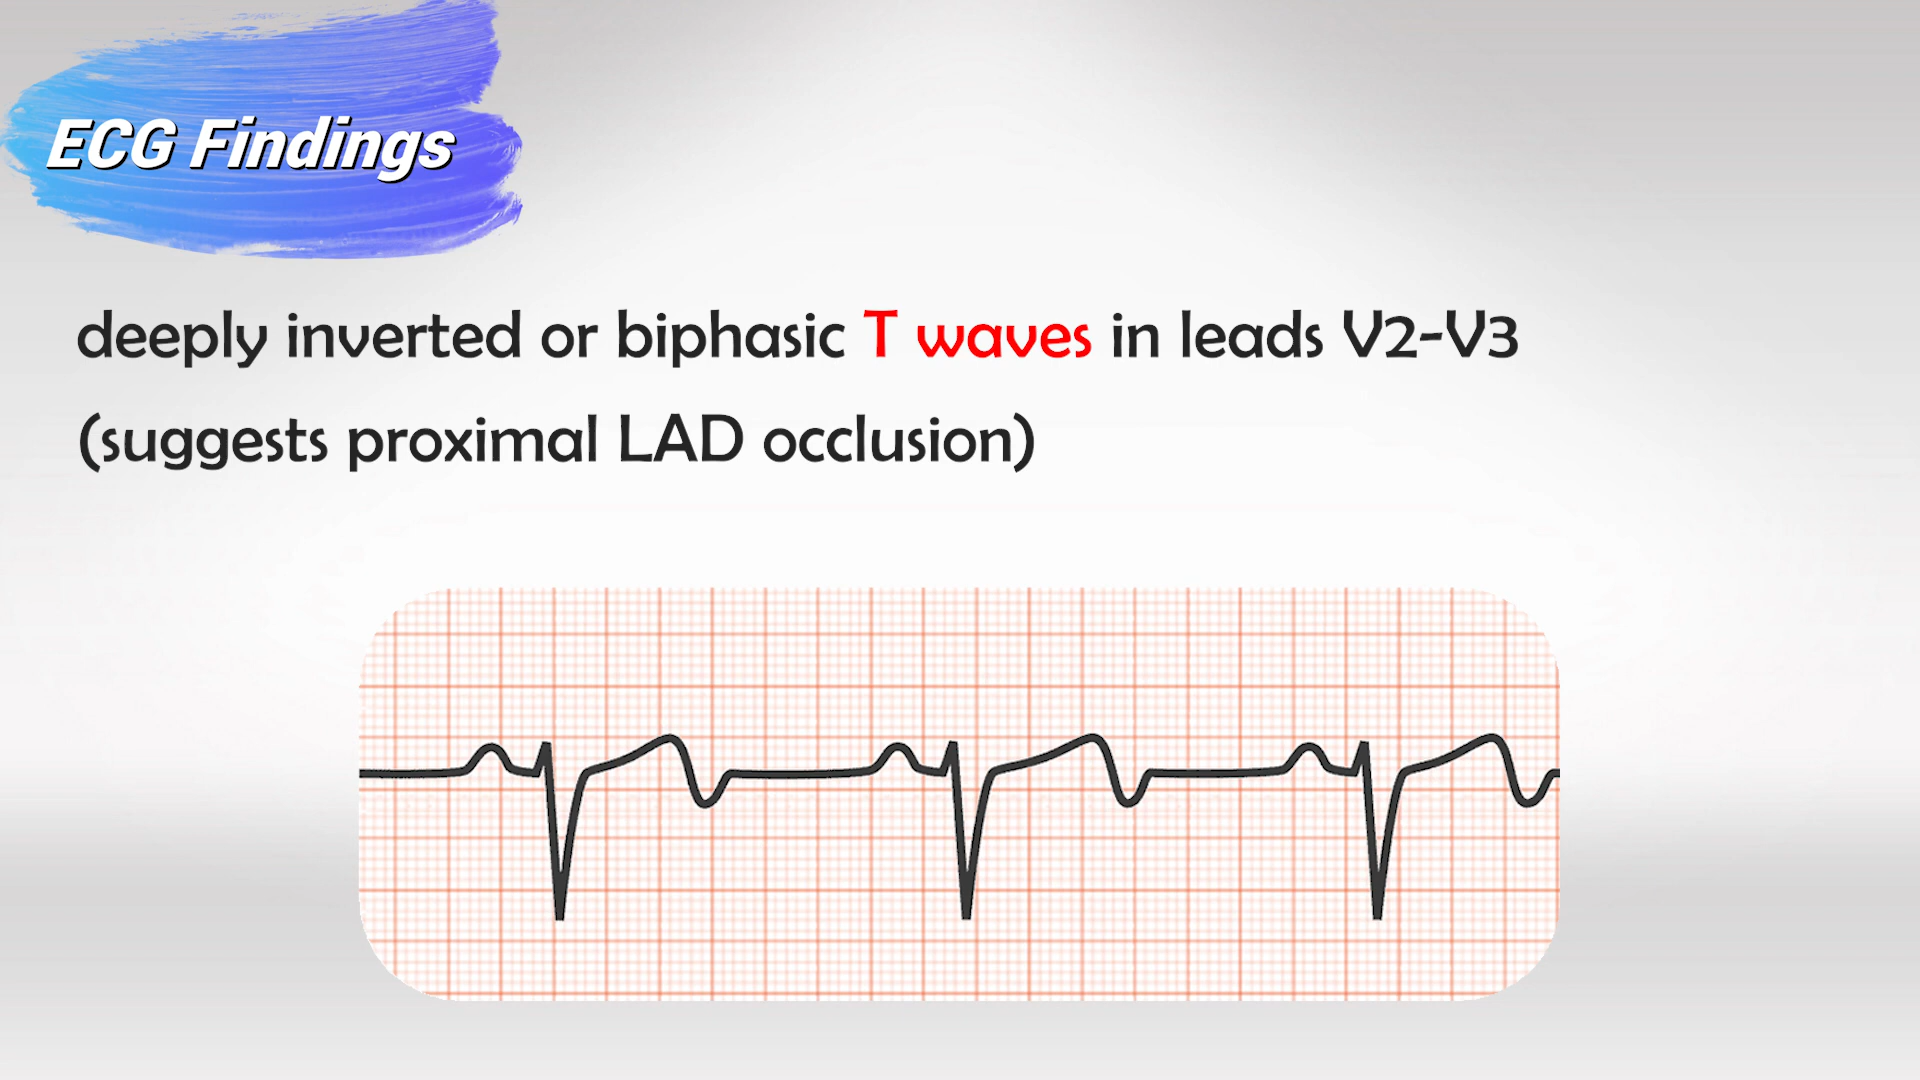 ECG Findings
deeply inverted or biphasic T waves in leads V2-V3
(suggests proximal LAD occlusion)